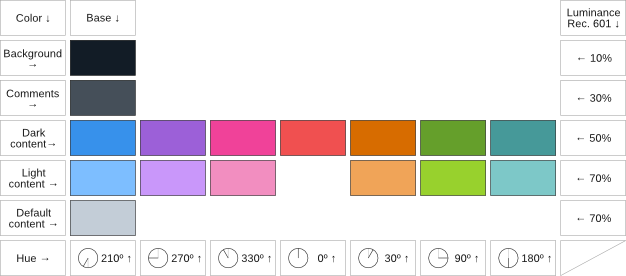 Color ↓
Base ↓
Luminance
Rec. 601 ↓
Background
→
← 10%
Comments
→
← 30%
Dark
content→
← 50%
Light
content →
← 70%
Default
content →
← 70%
Hue →
210º ↑
270º ↑
330º ↑
0º ↑
30º ↑
90º ↑
180º ↑